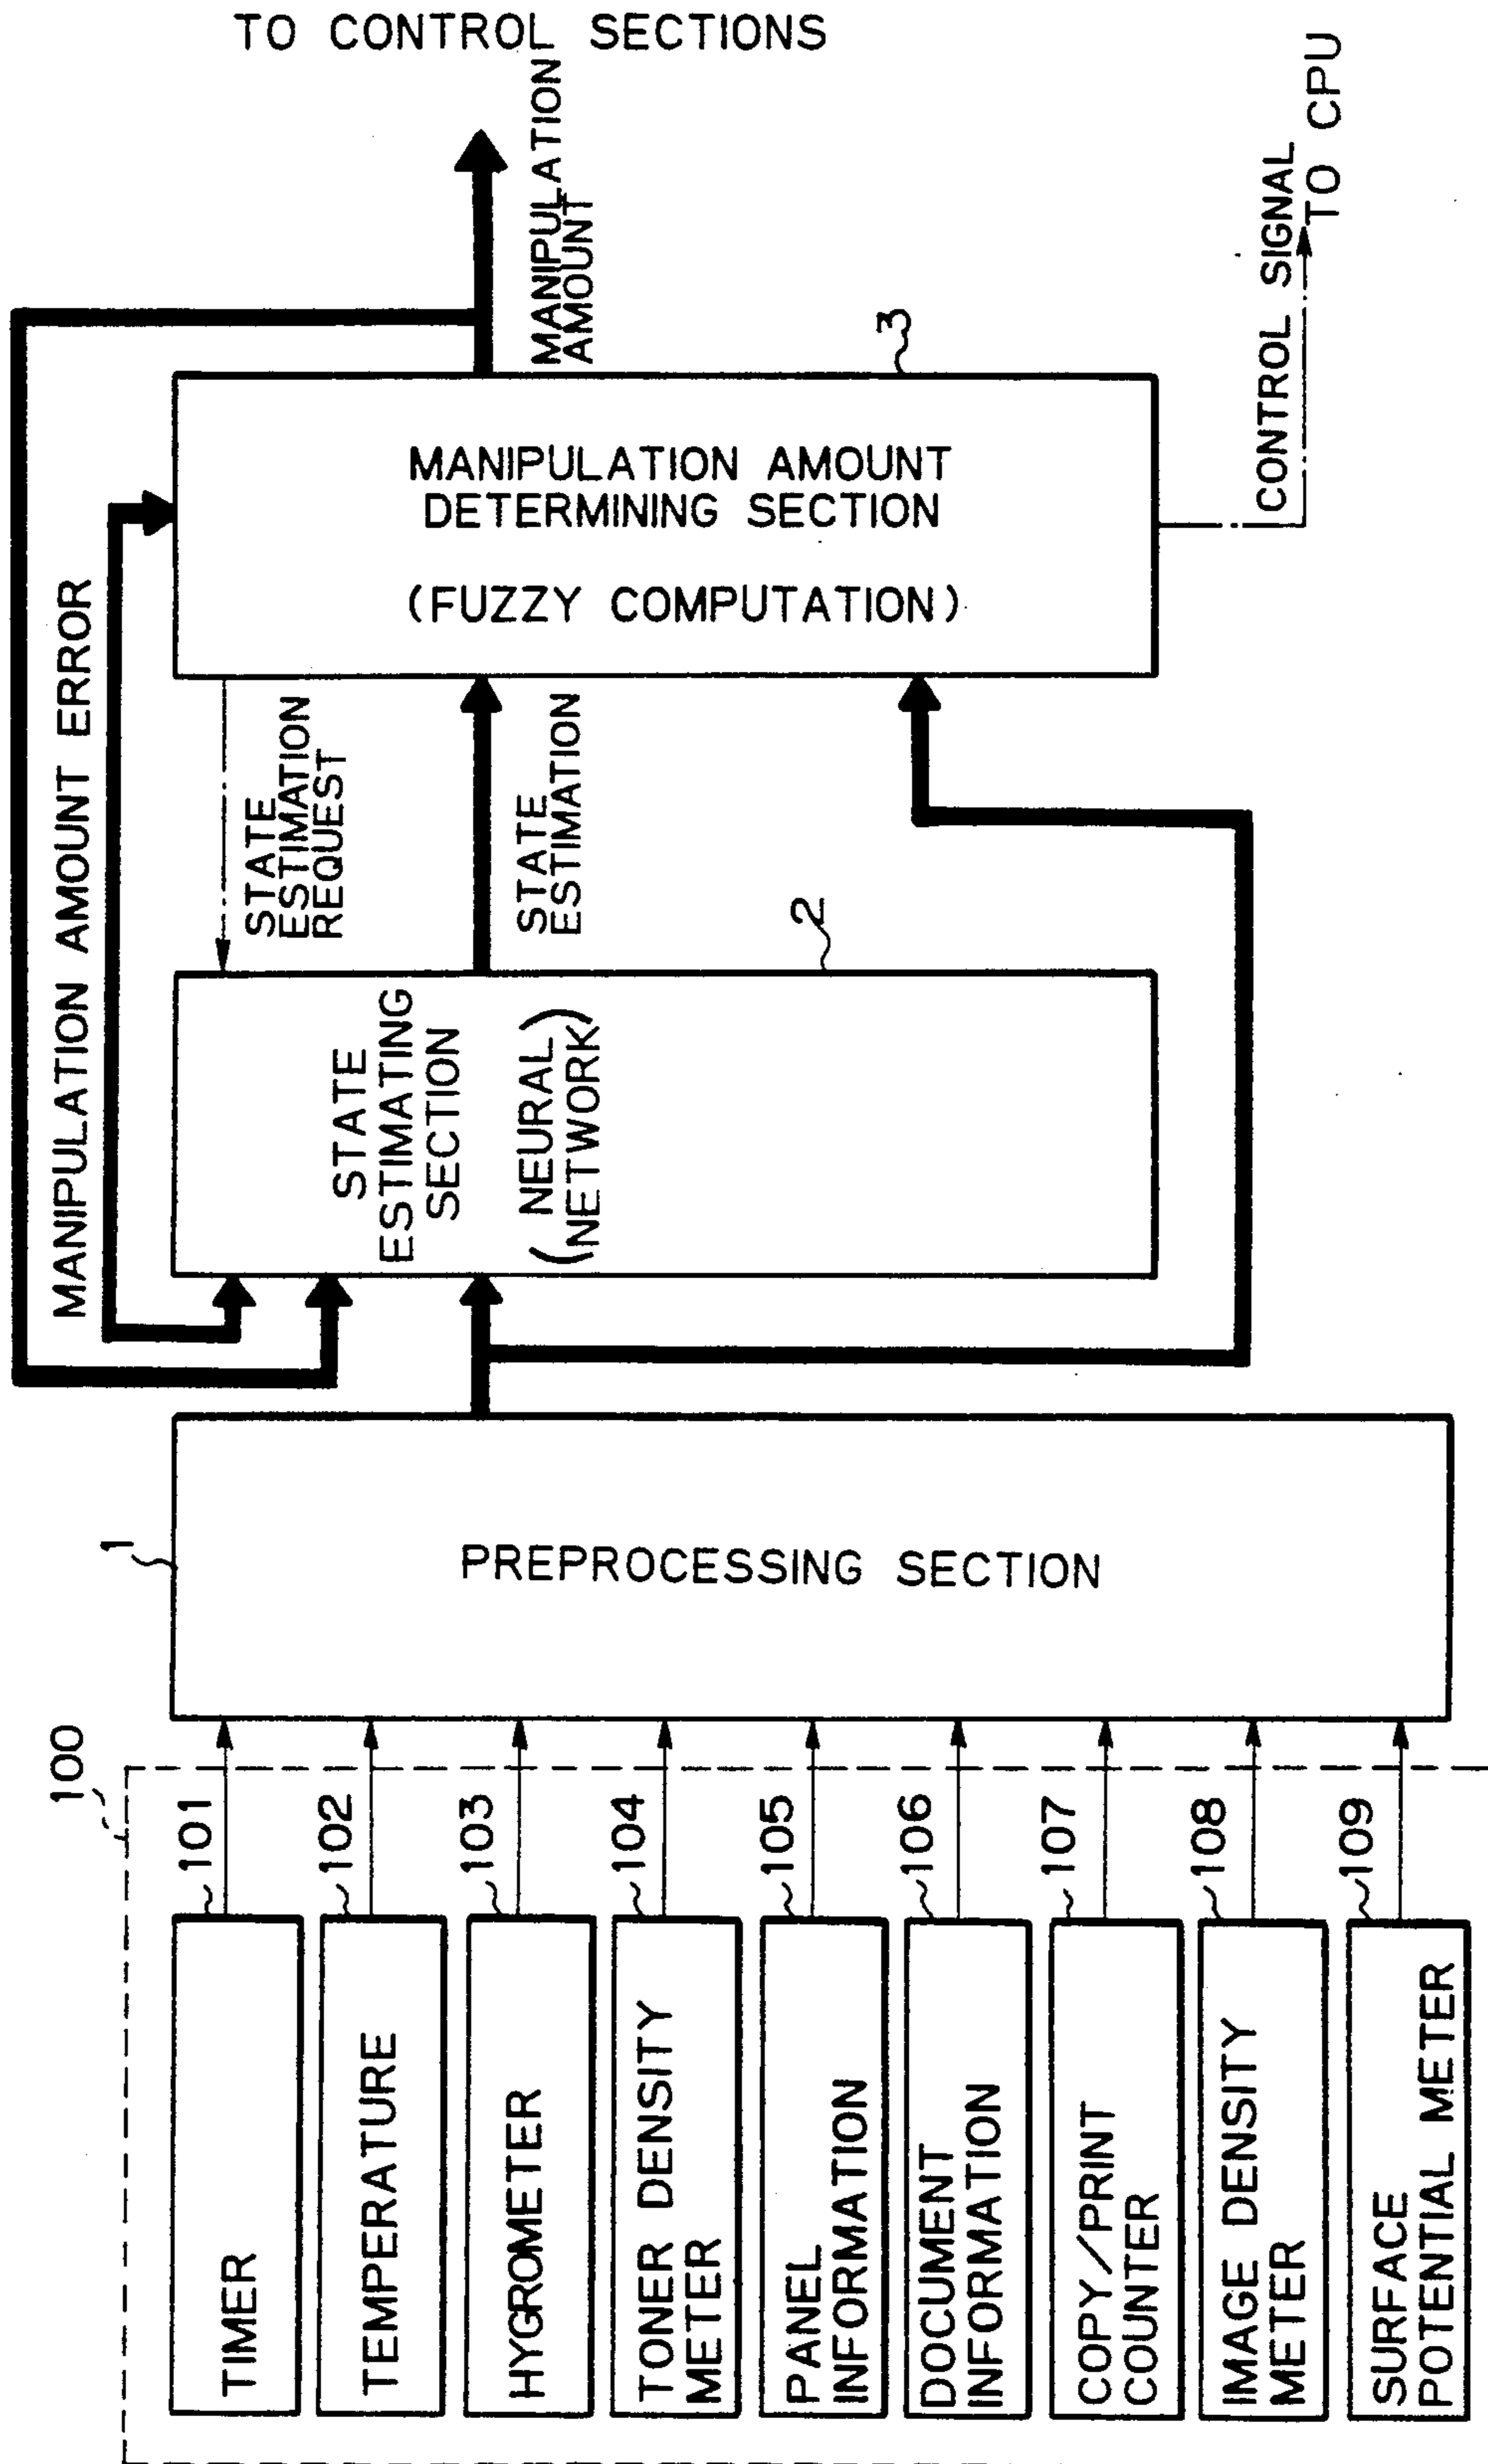 100
TIMER
101
TEMPERATURE
102
HYGROMETER
103
TONER DENSITY
METER
104
PANEL
INFORMATION
105
DOCUMENT
INFORMATION
106
COPY/PRINT
COUNTER
107
IMAGE DENSITY
METER
108
SURFACE
POTENTIAL METER
109
1
PREPROCESSING SECTION
MANIPULATION AMOUNT ERROR
STATE
ESTIMATING
SECTION
(NEURAL
NETWORK)
2
STATE
ESTIMATION
REQUEST
STATE
ESTIMATION
MANIPULATION AMOUNT
DETERMINING SECTION
(FUZZY COMPUTATION)
3
MANIPULATION
AMOUNT
TO CONTROL SECTIONS
CONTROL SIGNAL
TO CPU